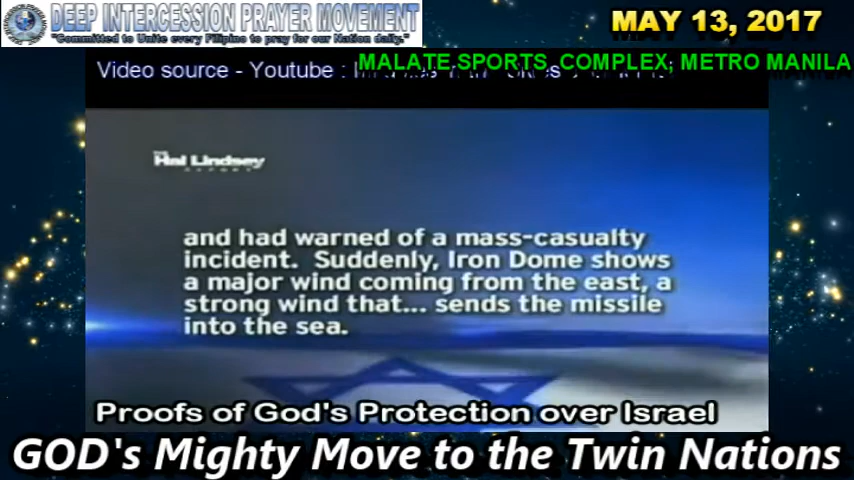 DEEP INTERCESSION PRAYER MOVEMENT
"Committed to Unite every Filipino to pray for our Nation daily."
MAY 13, 2017
Video source - Youtube :
MALATE SPORTS COMPLEX; METRO MANILA
Hal Lindsey
REPORT
and had warned of a mass-casualty
incident. Suddenly, Iron Dome shows
a major wind coming from the east, a
strong wind that... sends the missile
into the sea.
Proofs of God's Protection over Israel
GOD's Mighty Move to the Twin Nations